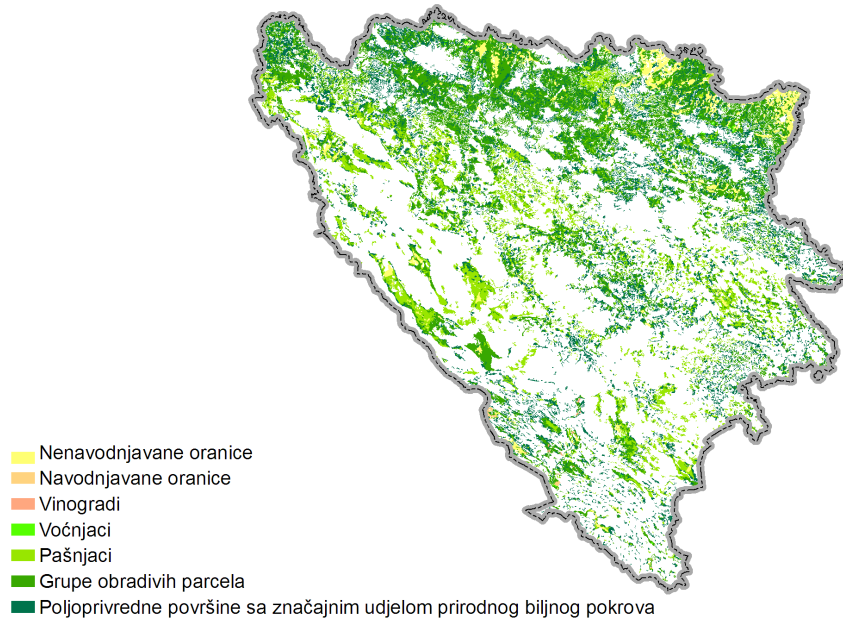 Nenavodnjavane oranice
Navodnjavane oranice
Vinogradi
Voćnjaci
Pašnjaci
Grupe obradivih parcela
Poljoprivredne površine sa značajnim udjelom prirodnog biljnog pokrova